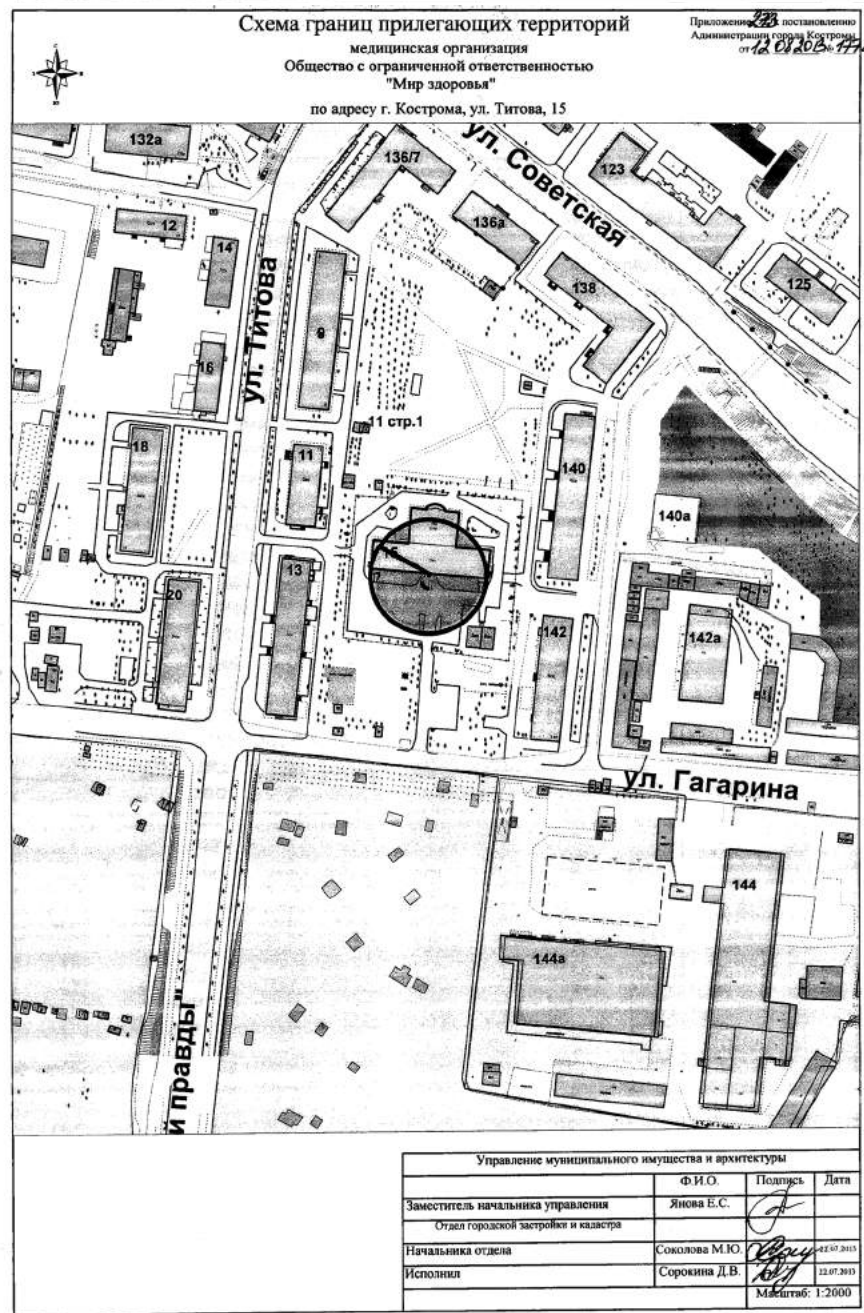 Схема границ прилегающих территорий
медицинская организация
Общество с ограниченной ответственностью
"Мир здоровья"
по адресу г. Кострома, ул. Титова, 15
Приложение 223 к постановлению
Администрации города Костромы
от 12.08.2013 №
С
Ю
132а
136/7
ул. Советская
123
136а
12
14
138
125
ул. Титова
9
16
11 стр.1
18
11
140
140а
13
20
142
142а
ул. Гагарина
144
144а
й правды"
Управление муниципального имущества и архитектуры
Ф.И.О. Подпись Дата
Заместитель начальника управления Янова Е.С.
Отдел городской застройки и кадастра
Начальника отдела Соколова М.Ю. 22.07.2013
Исполнил Сорокина Д.В. 22.07.2013
Масштаб: 1:2000